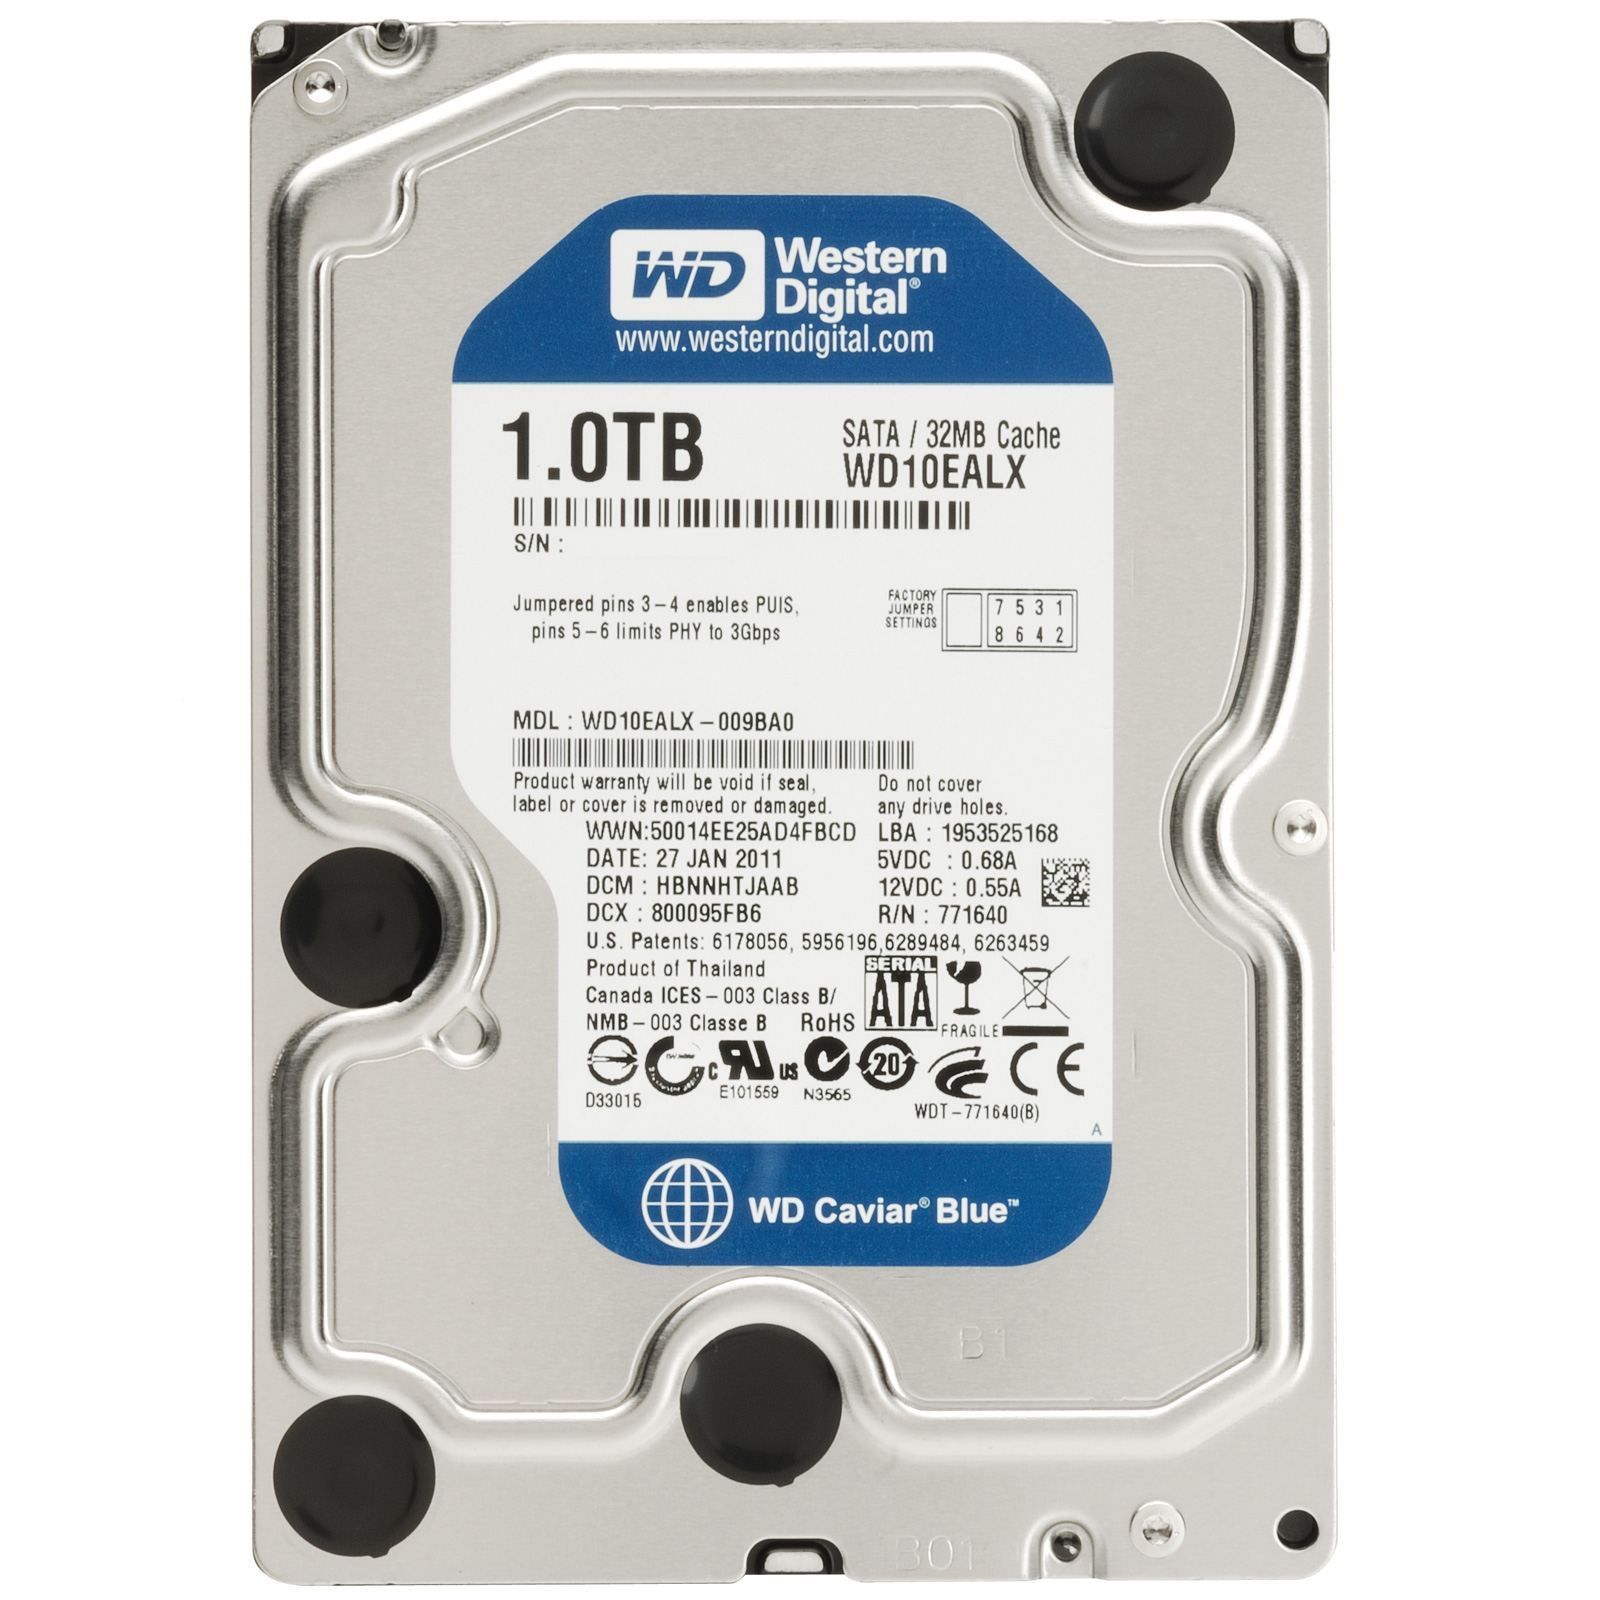 WD Western
Digital®
www.westerndigital.com
1.0TB
SATA / 32MB Cache
WD10EALX
S/N :
Jumpered pins 3-4 enables PUIS,
pins 5-6 limits PHY to 3Gbps
FACTORY
JUMPER
SETTINGS
7 5 3 1
8 6 4 2
MDL : WD10EALX-009BA0
Product warranty will be void if seal,
label or cover is removed or damaged.
Do not cover
any drive holes.
WWN:50014EE25AD4FBCD
LBA : 1953525168
DATE: 27 JAN 2011
5VDC : 0.68A
DCM : HBNNHTJAAB
12VDC : 0.55A
DCX : 800095FB6
R/N : 771640
U.S. Patents: 6178056, 5956196,6289484, 6263459
Product of Thailand
Canada ICES-003 Class B/
NMB-003 Classe B RoHS
SERIAL
ATA
FRAGILE
D33015
c RU us
E101559
N3565
20
CE
WDT-771640(B)
A
WD Caviar® Blue™
B1
B01